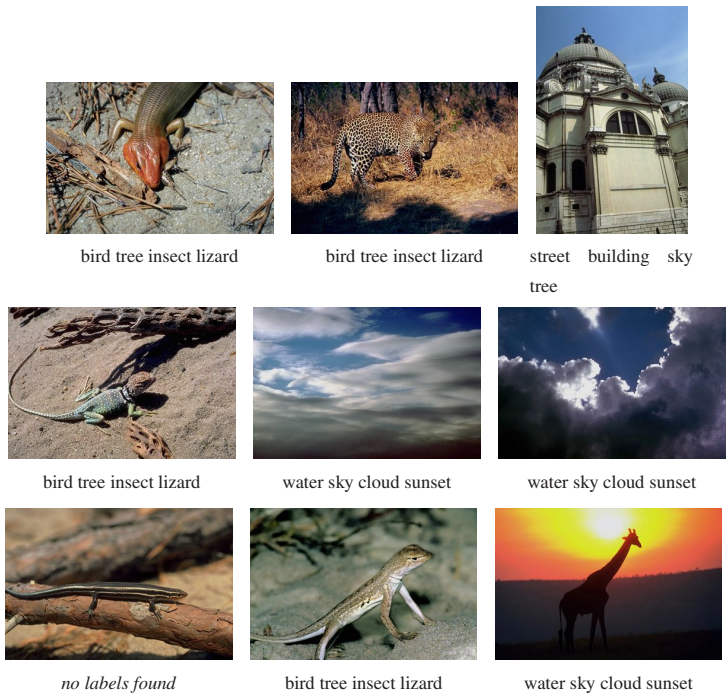 bird tree insect lizard
bird tree insect lizard
street building sky
tree
bird tree insect lizard
water sky cloud sunset
water sky cloud sunset
no labels found
bird tree insect lizard
water sky cloud sunset